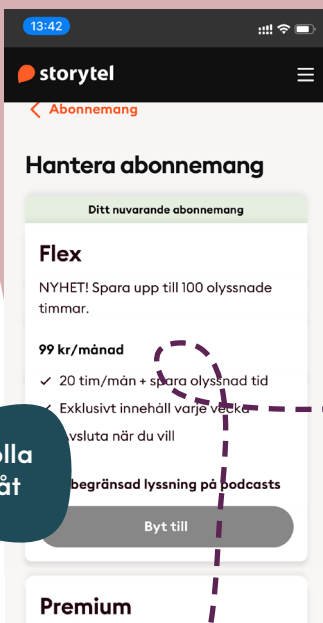 13:42
storytel
Abonnemang
Hantera abonnemang
Ditt nuvarande abonnemang
Flex
NYHET! Spara upp till 100 olyssnade
timmar.
99 kr/månad
20 tim/mån + spara olyssnad tid
Exklusivt innehåll varje vecka
vsluta när du vill
olla
åt
begränsad lyssning på podcasts
Byt till
Premium